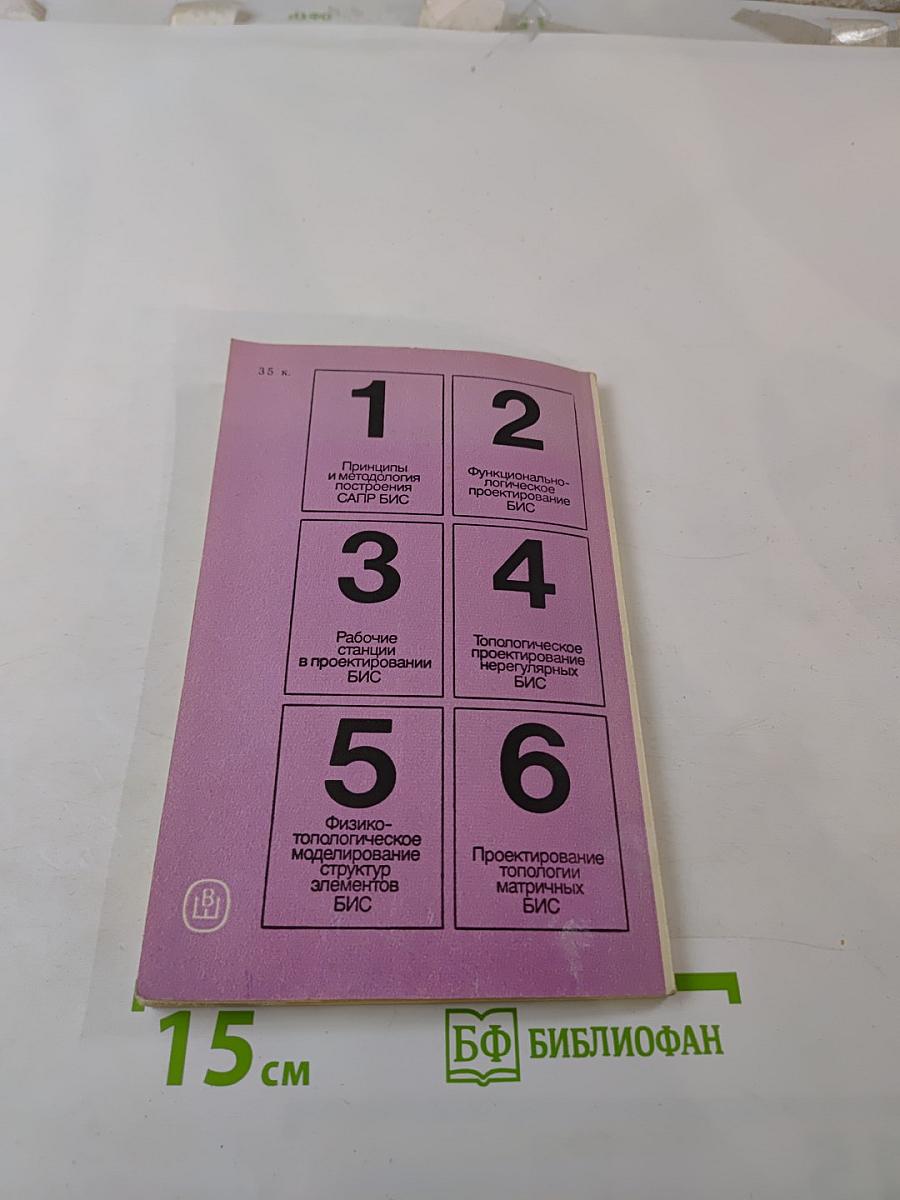 35 к.
1
Принципы
и методология
построения
САПР БИС
2
Функционально-
логическое
проектирование
БИС
3
Рабочие
станции
в проектировании
БИС
4
Топологическое
проектирование
нерегулярных
БИС
5
Физико-
топологическое
моделирование
структур
элементов
БИС
6
Проектирование
топологии
матричных
БИС
15 см
БФ БИБЛИОФАН